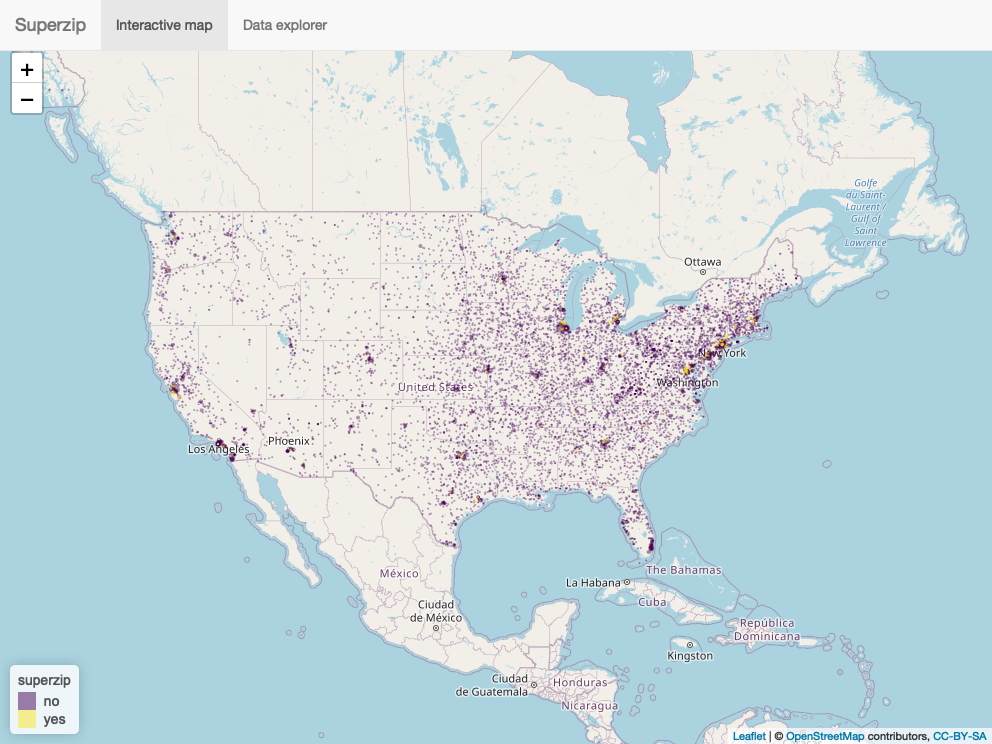 Superzip
Interactive map
Data explorer
+
−
Golfe
du Saint-
Laurent /
Gulf of
Saint
Lawrence
Ottawa
New York
Washington
United States
Phoenix
Los Angeles
The Bahamas
México
La Habana
Cuba
Ciudad
de México
República
Dominicana
Kingston
Ciudad
de Guatemala
Honduras
Nicaragua
superzip
no
yes
Leaflet | © OpenStreetMap contributors, CC-BY-SA